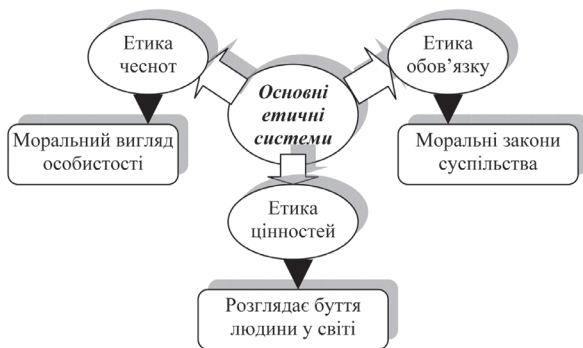 Етика
чеснот
Етика
обов’язку
Основні
етичні
системи
Моральний вигляд
особистості
Моральні закони
суспільства
Етика
цінностей
Розглядає буття
людини у світі